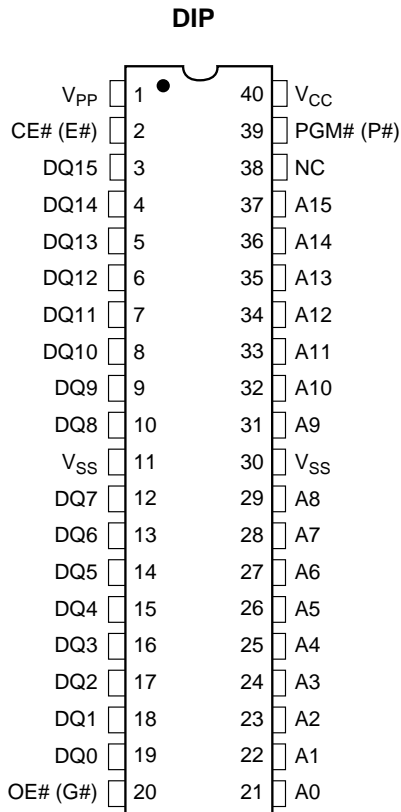 DIP
VPP 1 40 VCC
CE# (E#) 2 39 PGM# (P#)
DQ15 3 38 NC
DQ14 4 37 A15
DQ13 5 36 A14
DQ12 6 35 A13
DQ11 7 34 A12
DQ10 8 33 A11
DQ9 9 32 A10
DQ8 10 31 A9
VSS 11 30 VSS
DQ7 12 29 A8
DQ6 13 28 A7
DQ5 14 27 A6
DQ4 15 26 A5
DQ3 16 25 A4
DQ2 17 24 A3
DQ1 18 23 A2
DQ0 19 22 A1
OE# (G#) 20 21 A0